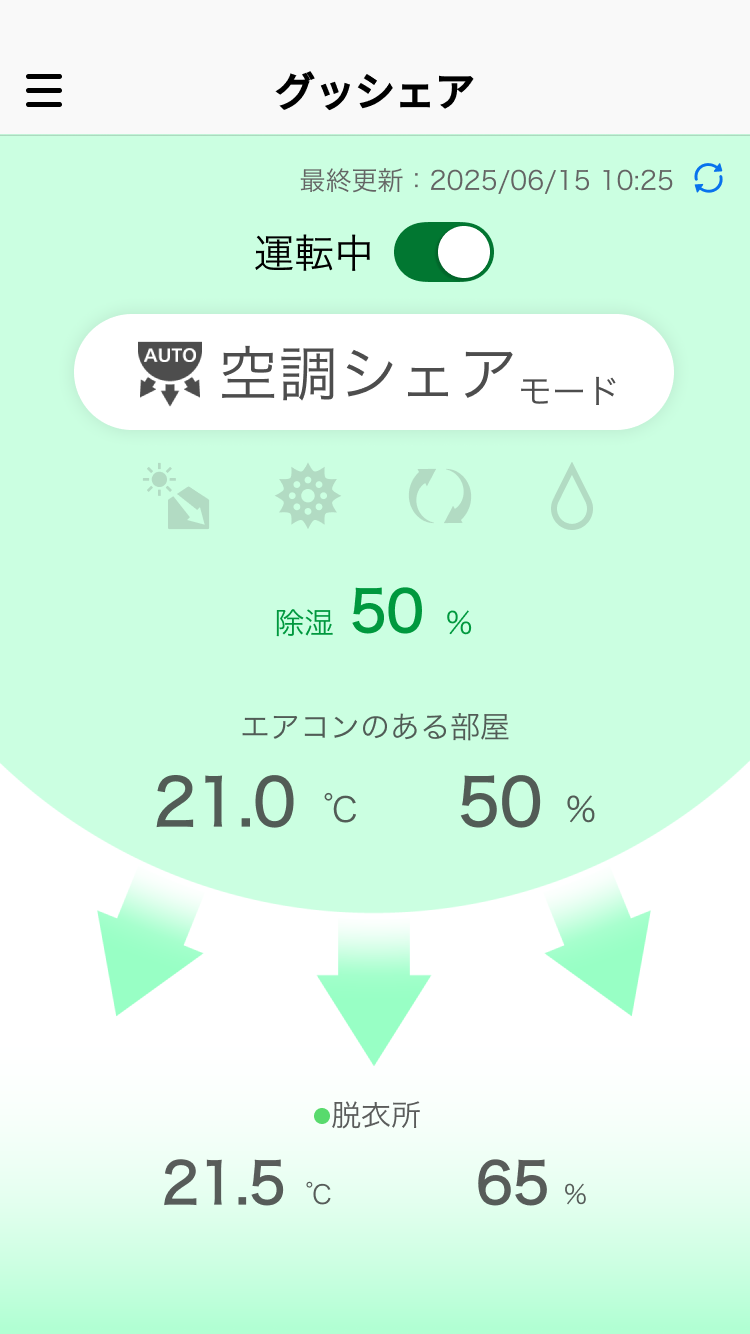 グッシェア
最終更新：2025/06/15 10:25
運転中
AUTO 空調シェアモード
除湿 50 %
エアコンのある部屋
21.0 ℃ 50 %
脱衣所
21.5 ℃ 65 %